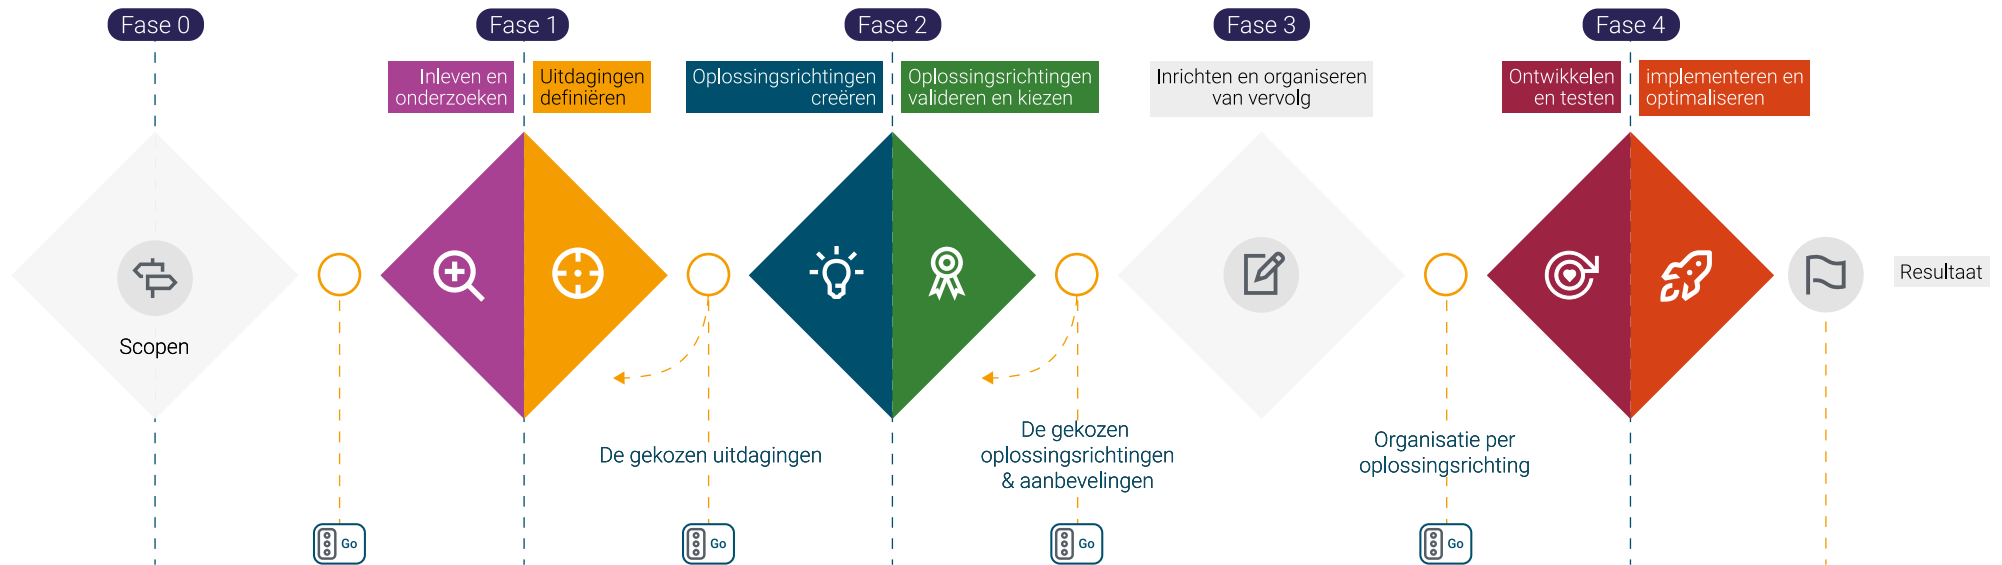 Fase 0
Fase 1
Fase 2
Fase 3
Fase 4
Inleven en
onderzoeken
Uitdagingen
definiëren
Oplossingsrichtingen
creëren
Oplossingsrichtingen
valideren en kiezen
Inrichten en organiseren
van vervolg
Ontwikkelen
en testen
implementeren en
optimaliseren
Scopen
Resultaat
De gekozen uitdagingen
De gekozen
oplossingsrichtingen
& aanbevelingen
Organisatie per
oplossingsrichting
Go
Go
Go
Go